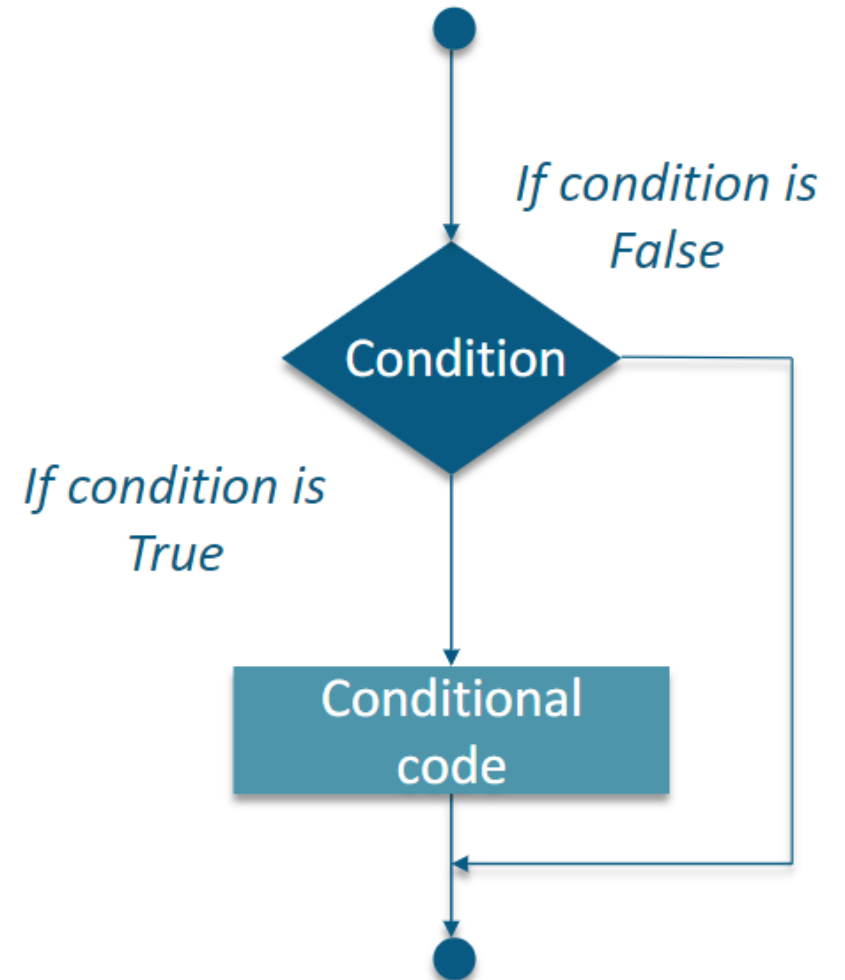 If condition is
False
Condition
If condition is
True
Conditional
code